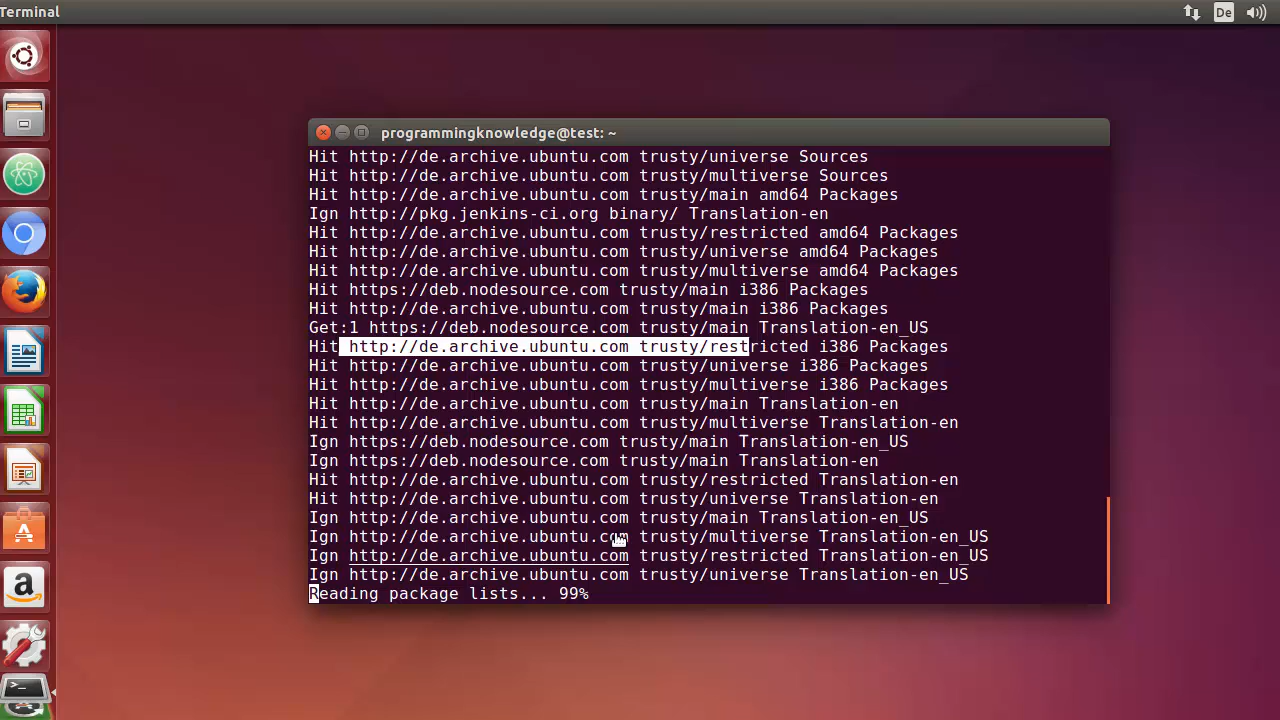 Terminal
De
programmingknowledge@test: ~
Hit http://de.archive.ubuntu.com trusty/universe Sources
Hit http://de.archive.ubuntu.com trusty/multiverse Sources
Hit http://de.archive.ubuntu.com trusty/main amd64 Packages
Ign http://pkg.jenkins-ci.org binary/ Translation-en
Hit http://de.archive.ubuntu.com trusty/restricted amd64 Packages
Hit http://de.archive.ubuntu.com trusty/universe amd64 Packages
Hit http://de.archive.ubuntu.com trusty/multiverse amd64 Packages
Hit https://deb.nodesource.com trusty/main i386 Packages
Hit http://de.archive.ubuntu.com trusty/main i386 Packages
Get:1 https://deb.nodesource.com trusty/main Translation-en_US
Hit http://de.archive.ubuntu.com trusty/restricted i386 Packages
Hit http://de.archive.ubuntu.com trusty/universe i386 Packages
Hit http://de.archive.ubuntu.com trusty/multiverse i386 Packages
Hit http://de.archive.ubuntu.com trusty/main Translation-en
Hit http://de.archive.ubuntu.com trusty/multiverse Translation-en
Ign https://deb.nodesource.com trusty/main Translation-en_US
Ign https://deb.nodesource.com trusty/main Translation-en
Hit http://de.archive.ubuntu.com trusty/restricted Translation-en
Hit http://de.archive.ubuntu.com trusty/universe Translation-en
Ign http://de.archive.ubuntu.com trusty/main Translation-en_US
Ign http://de.archive.ubuntu.com trusty/multiverse Translation-en_US
Ign http://de.archive.ubuntu.com trusty/restricted Translation-en_US
Ign http://de.archive.ubuntu.com trusty/universe Translation-en_US
Reading package lists... 99%